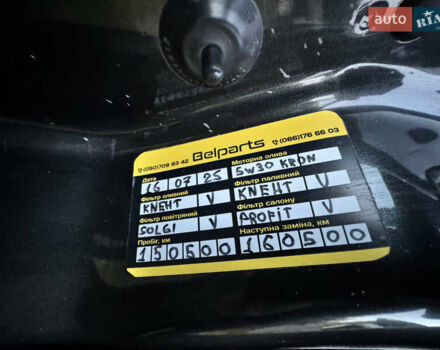 auto RIA
Belparts
(050)709 83 42 (066)176 66 03
Дата Моторна олива
16 07 25 5W30 KRON
Фільтр паливний Фільтр паливний
KNEHT V KNEHT V
Фільтр повітряний Фільтр салону
SOLGI V PROFIT V
Пробіг, км Наступна заміна, км
150500 160500